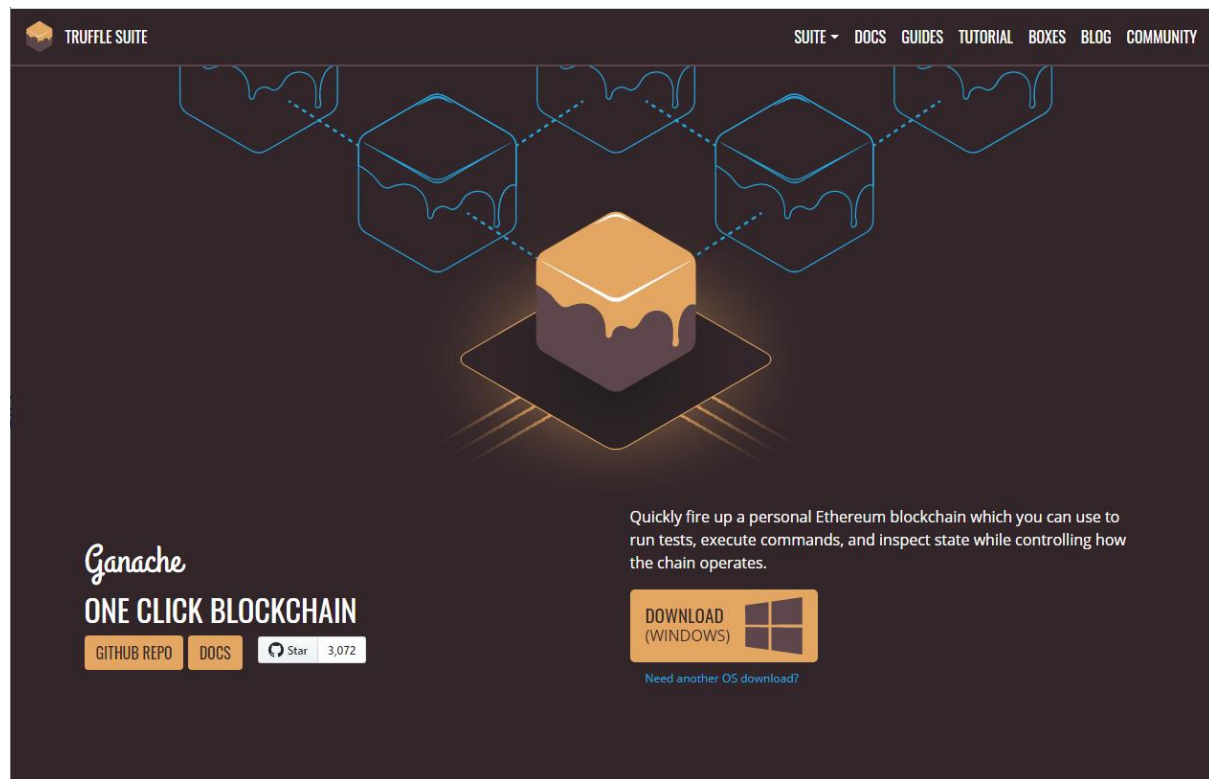 TRUFFLE SUITE
SUITE DOCS GUIDES TUTORIAL BOXES BLOG COMMUNITY
Ganache
ONE CLICK BLOCKCHAIN
GITHUB REPO DOCS Star 3,072
Quickly fire up a personal Ethereum blockchain which you can use to
run tests, execute commands, and inspect state while controlling how
the chain operates.
DOWNLOAD
(WINDOWS)
Need another OS download?